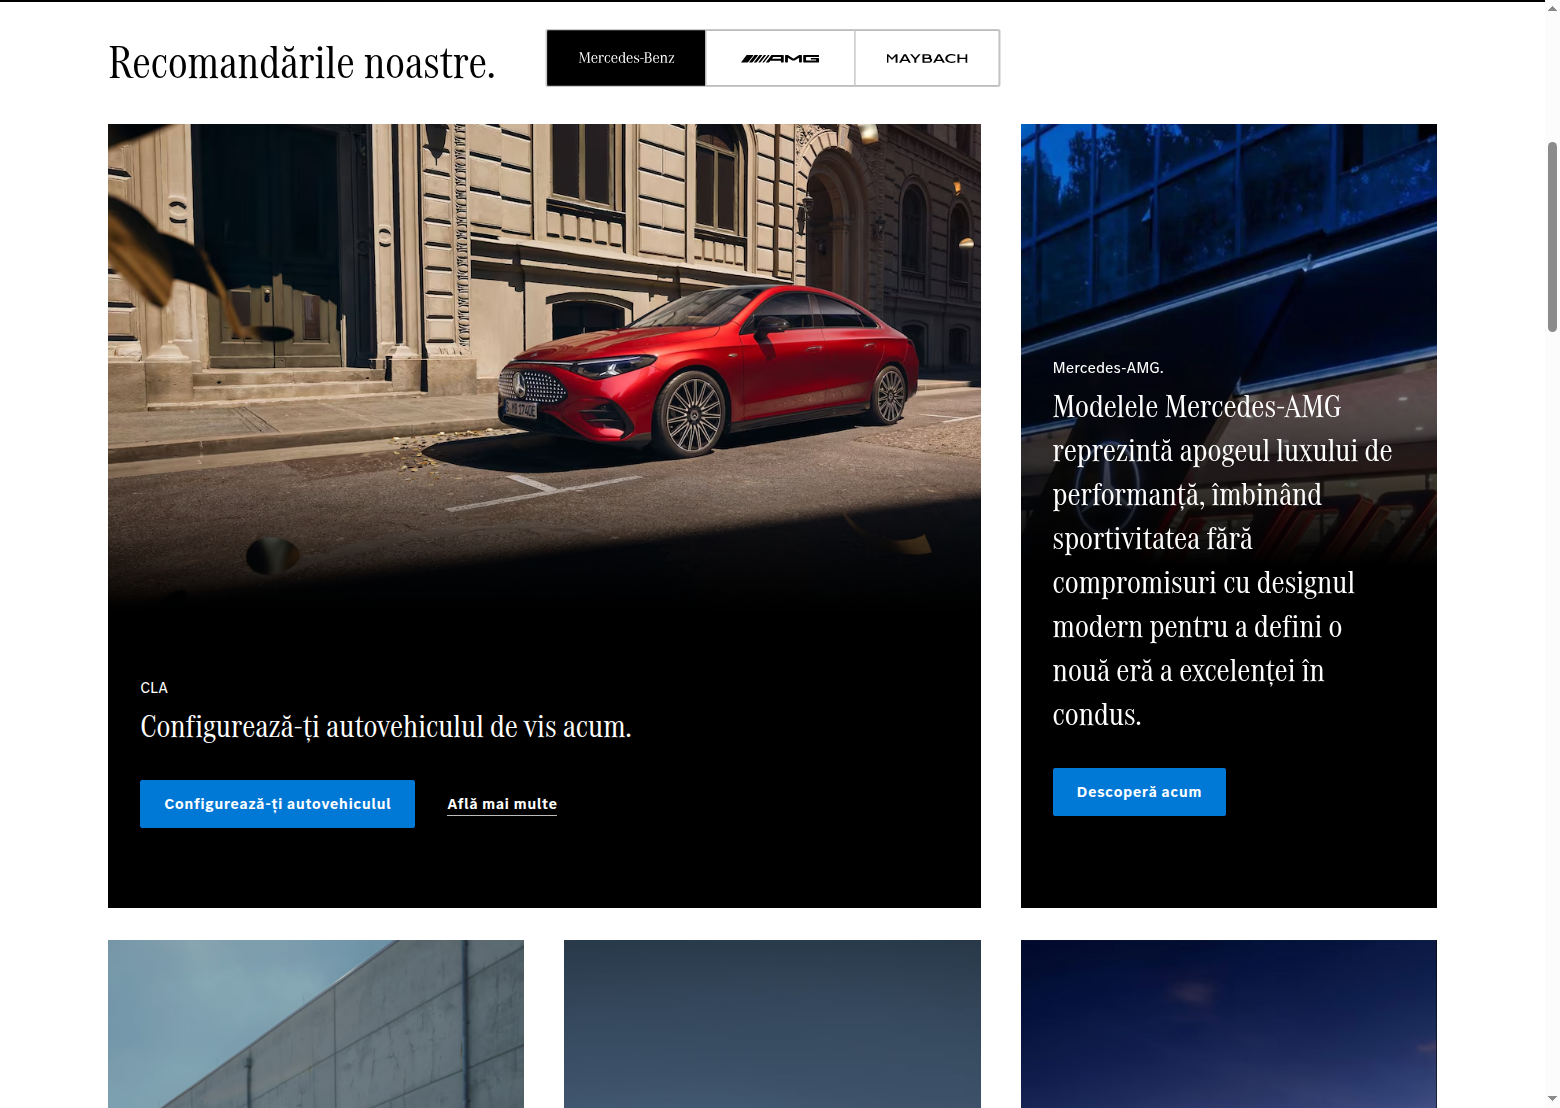 Recomandările noastre.
Mercedes-Benz
AMG
MAYBACH
CLA
Configurează-ți autovehiculul de vis acum.
Configurează-ți autovehiculul
Află mai multe
Mercedes-AMG.
Modelele Mercedes-AMG
reprezintă apogeul luxului de
performanță, îmbinând
sportivitatea fără
compromisuri cu designul
modern pentru a defini o
nouă eră a excelenței în
condus.
Descoperă acum